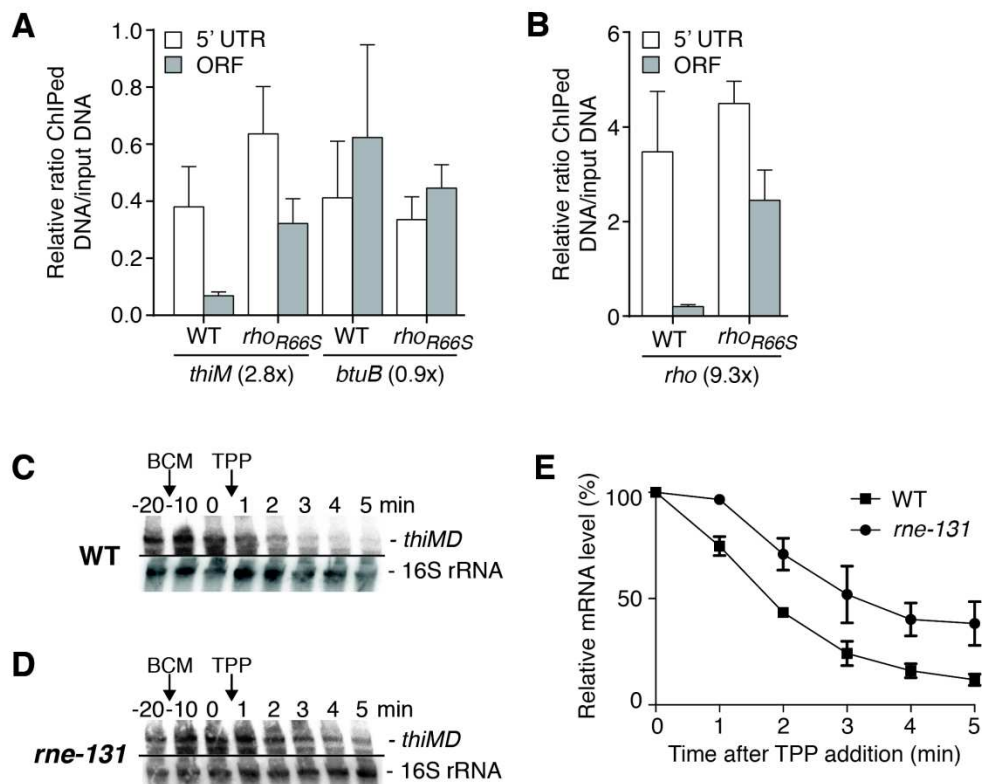 A
5' UTR
ORF
Relative ratio ChIPed
DNA/input DNA
1.0
0.8
0.6
0.4
0.2
0.0
WT rhoR66S WT rhoR66S
thiM (2.8x) btuB (0.9x)
B
5' UTR
ORF
Relative ratio ChIPed
DNA/input DNA
6
4
2
0
WT rhoR66S
rho (9.3x)
C
BCM TPP
-20 -10 0 1 2 3 4 5 min
WT
- thiMD
- 16S rRNA
D
BCM TPP
-20 -10 0 1 2 3 4 5 min
rne-131
- thiMD
- 16S rRNA
E
Relative mRNA level (%)
100
50
0
WT
rne-131
0 1 2 3 4 5
Time after TPP addition (min)